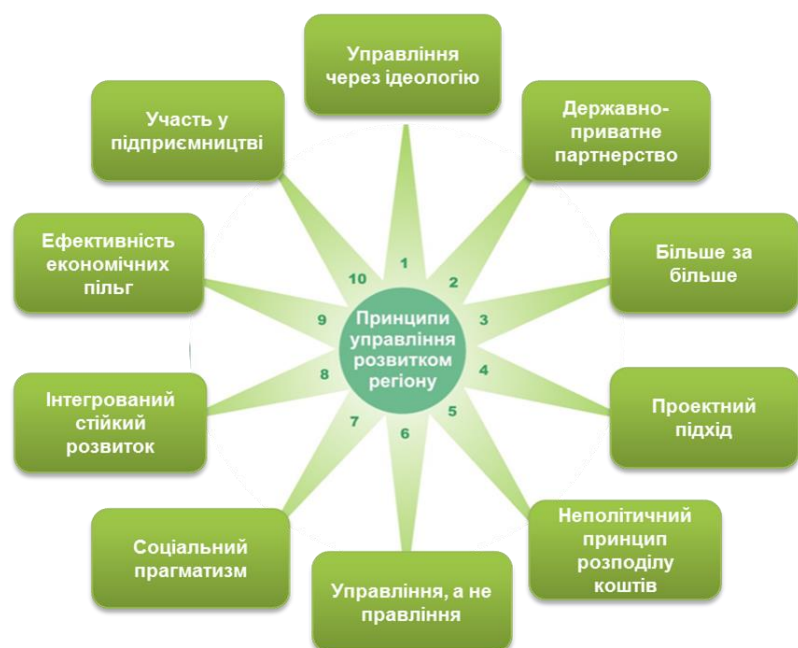 Управління
через ідеологію
Державно-
приватне
партнерство
Більше за
більше
Проектний
підхід
Неполітичний
принцип
розподілу
коштів
Управління, а не
правління
Соціальний
прагматизм
Інтегрований
стійкий
розвиток
Ефективність
економічних
пільг
Участь у
підприємництві
1
2
3
4
5
6
7
8
9
10
Принципи
управління
розвитком
регіону